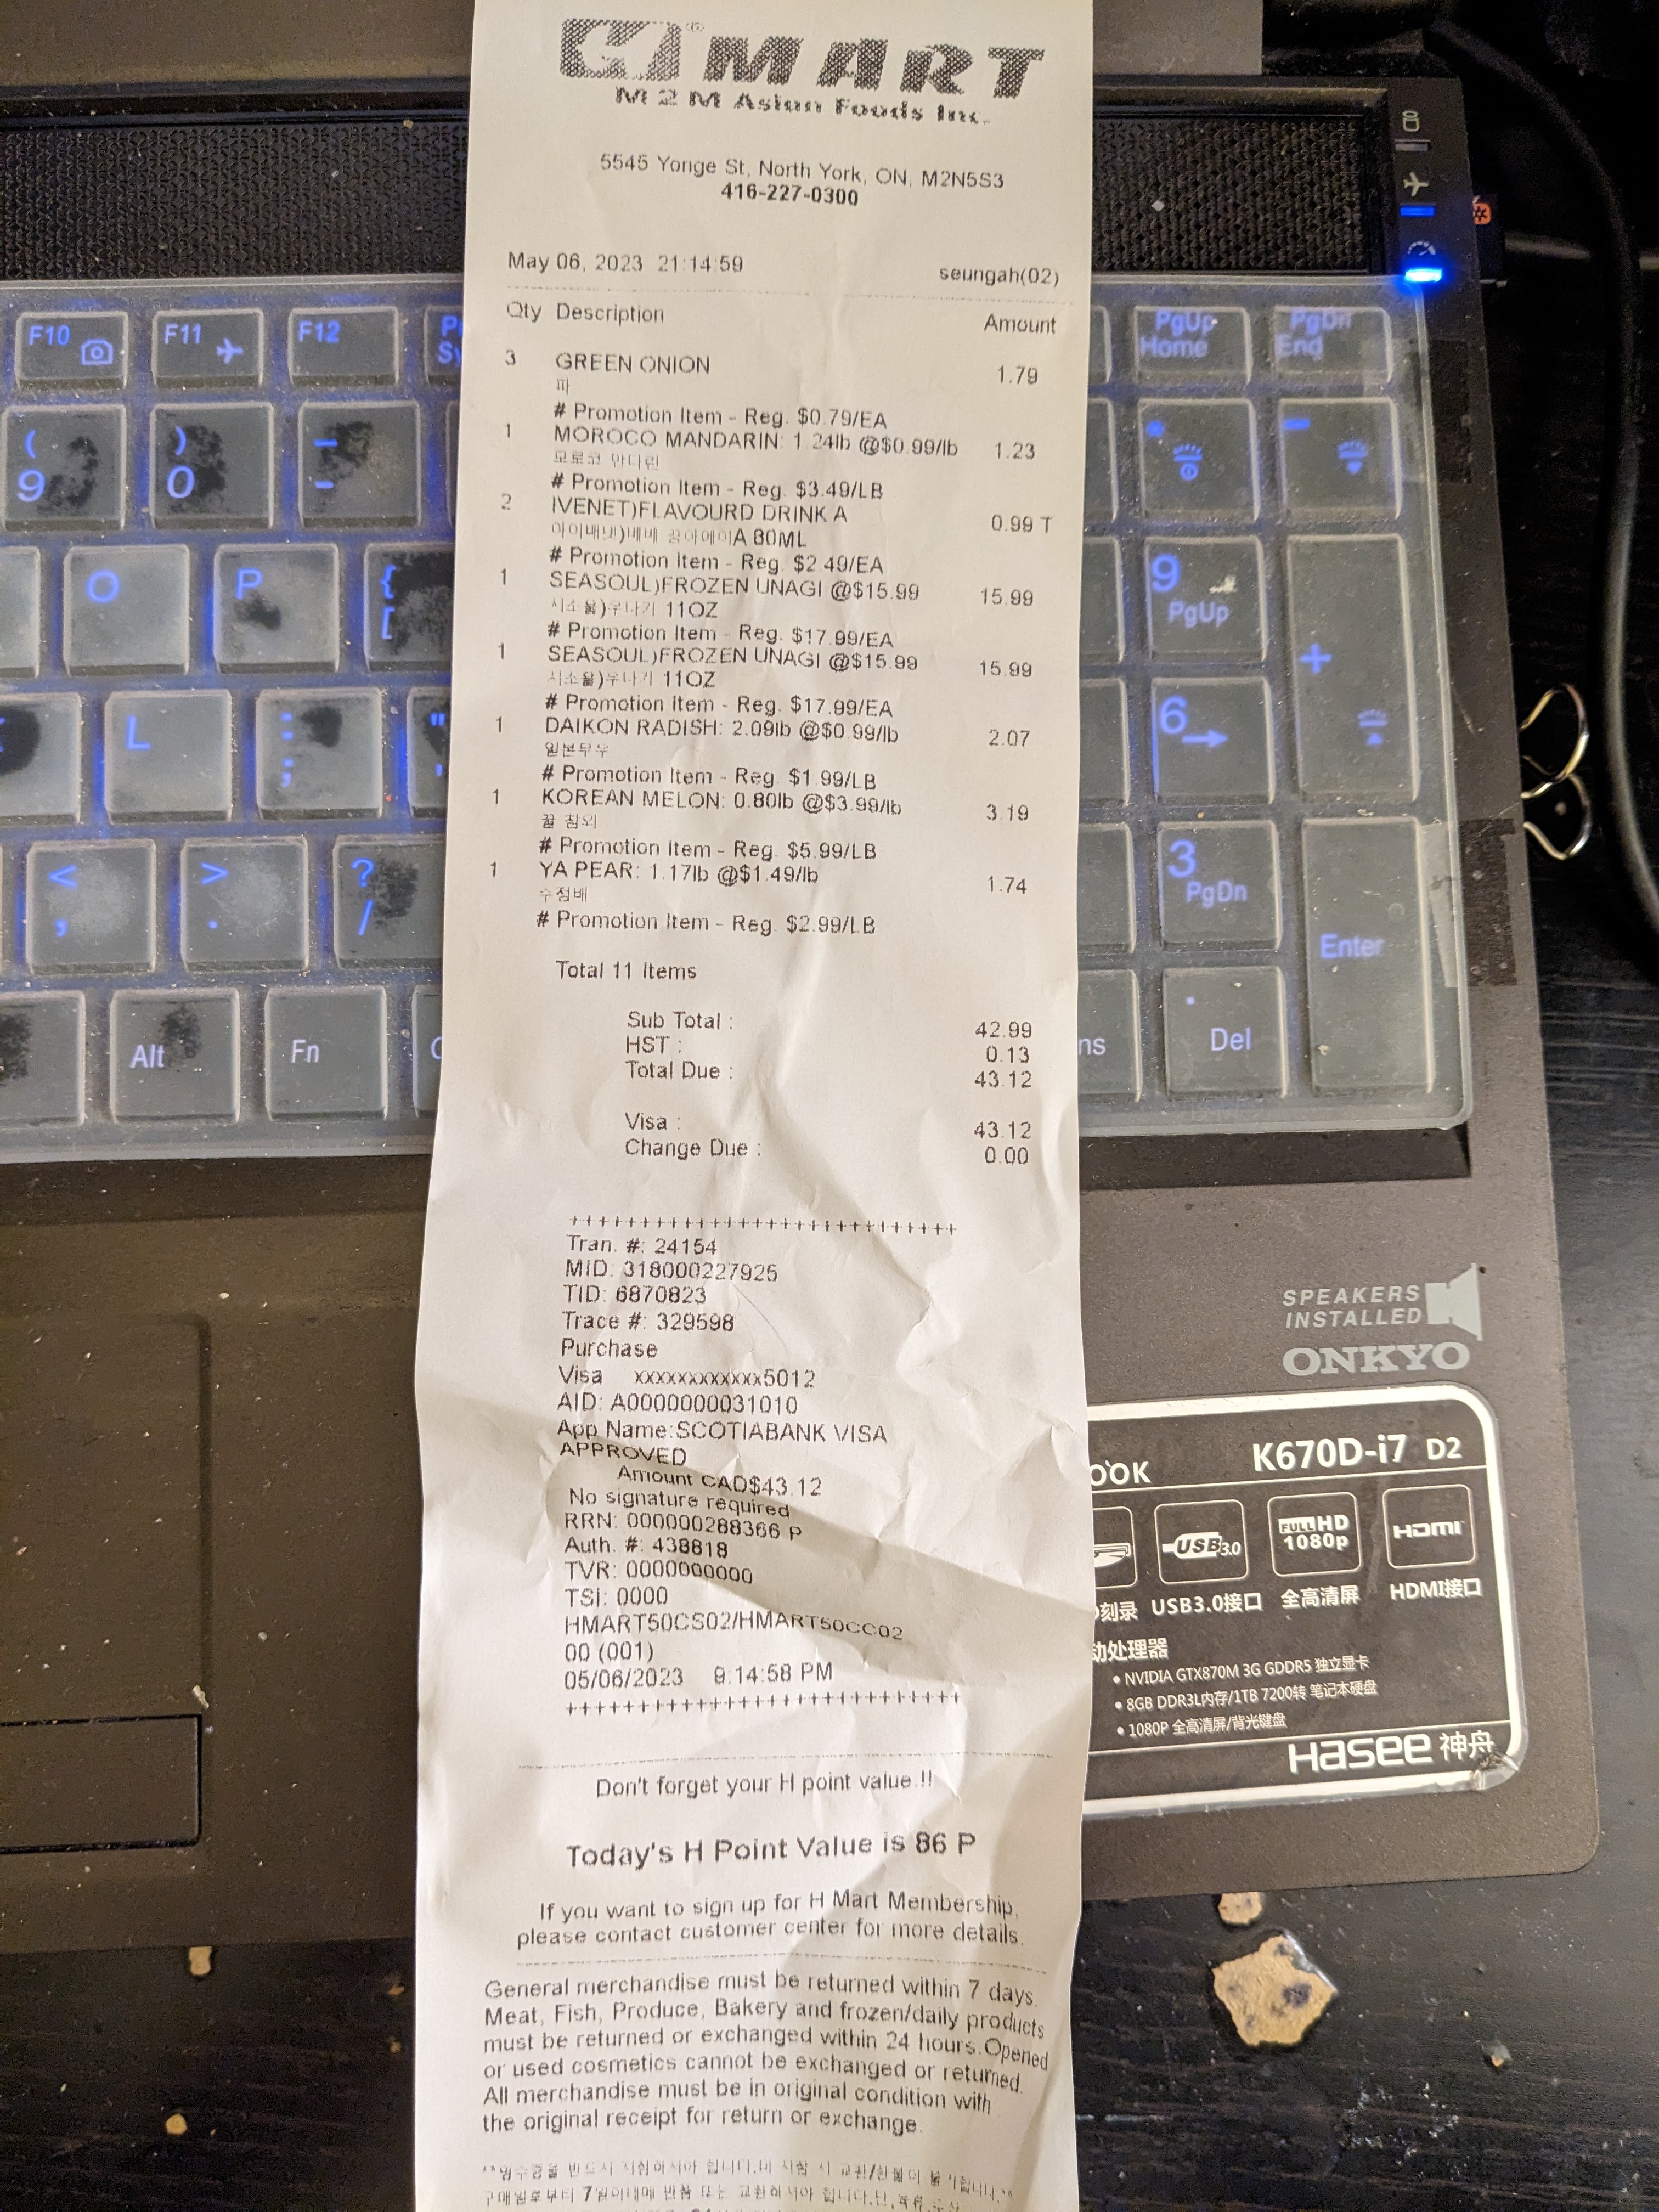 H MART
M 2 M Asian Foods Inc.
5545 Yonge St, North York, ON, M2N5S3
416-227-0300
May 06, 2023 21:14:59 seungah(02)
Qty Description Amount
3 GREEN ONION 1.79
파
# Promotion Item - Reg. $0.79/EA
1 MOROCO MANDARIN: 1.24lb @$0.99/lb 1.23
모로코 만다린
# Promotion Item - Reg. $3.49/LB
2 IVENET)FLAVOURD DRINK A 0.99 T
아이배냇)베베 A 80ML
# Promotion Item - Reg. $2.49/EA
1 SEASOUL)FROZEN UNAGI @$15.99 15.99
시소울)우나기 11OZ
# Promotion Item - Reg. $17.99/EA
1 SEASOUL)FROZEN UNAGI @$15.99 15.99
시소울)우나기 11OZ
# Promotion Item - Reg. $17.99/EA
1 DAIKON RADISH: 2.09lb @$0.99/lb 2.07
일본무우
# Promotion Item - Reg. $1.99/LB
1 KOREAN MELON: 0.80lb @$3.99/lb 3.19
꿀 참외
# Promotion Item - Reg. $5.99/LB
1 YA PEAR: 1.17lb @$1.49/lb 1.74
수정배
# Promotion Item - Reg. $2.99/LB
Total 11 Items
Sub Total : 42.99
HST : 0.13
Total Due : 43.12
Visa : 43.12
Change Due : 0.00
+++++++++++++++++++++++++++
Tran. #: 24154
MID: 318000227925
TID: 6870823
Trace #: 329598
Purchase
Visa xxxxxxxxxxxx5012
AID: A0000000031010
App Name:SCOTIABANK VISA
APPROVED
Amount CAD$43.12
No signature required
RRN: 000000288366 P
Auth. #: 438818
TVR: 0000000000
TSI: 0000
HMART50CS02/HMART50CC02
00 (001)
05/06/2023 9:14:58 PM
+++++++++++++++++++++++++++
Don't forget your H point value.!!
Today's H Point Value is 86 P
If you want to sign up for H Mart Membership,
please contact customer center for more details.
General merchandise must be returned within 7 days.
Meat, Fish, Produce, Bakery and frozen/daily products
must be returned or exchanged within 24 hours.Opened
or used cosmetics cannot be exchanged or returned.
All merchandise must be in original condition with
the original receipt for return or exchange.
**영수증을 반드시 지참하셔야 합니다.미 지참 시 교환/환불이 불가합니다.**
구매일로부터 7일이내에 반품 또는 교환하셔야 합니다.단,
F10
F11
F12
PgUp
Home
PgDn
End
( 9
) 0
-
O
P
{ [
9 PgUp
+
L
: ;
6 →
< ,
> .
? /
3 PgDn
Enter
Alt
Fn
. Del
SPEAKERS
INSTALLED
ONKYO
K670D-i7 D2
USB3.0
FULL HD
1080p
HDMI
刻录
USB3.0接口
全高清屏
HDMI接口
动处理器
• NVIDIA GTX870M 3G GDDR5 独立显卡
• 8GB DDR3L内存/1TB 7200转 笔记本硬盘
• 1080P 全高清屏/背光键盘
Hasee 神舟